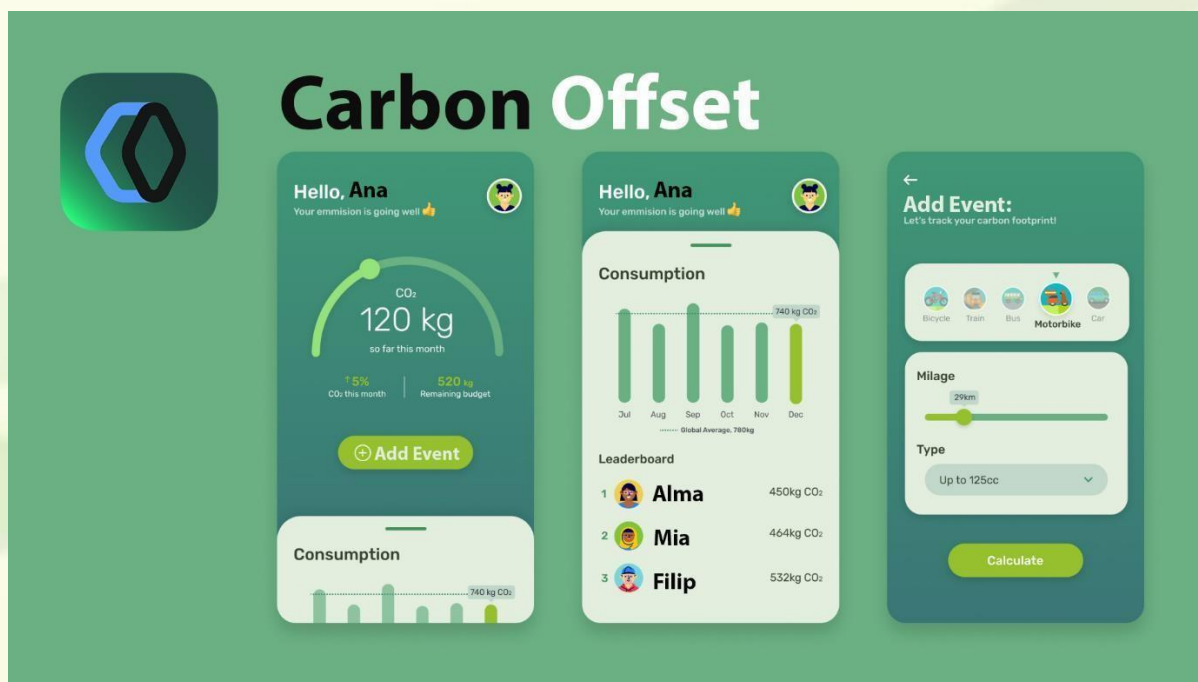 Carbon Offset
Hello, Ana
Your emmision is going well 👍
CO₂
120 kg
so far this month
↑5%
CO₂ this month
520 kg
Remaining budget
Add Event
Consumption
740 kg CO₂
Hello, Ana
Your emmision is going well 👍
Consumption
740 kg CO₂
Jul Aug Sep Oct Nov Dec
Global Average, 780kg
Leaderboard
1 Alma 450kg CO₂
2 Mia 464kg CO₂
3 Filip 532kg CO₂
Add Event:
Let's track your carbon footprint!
Bicycle Train Bus Motorbike Car
Milage
29km
Type
Up to 125cc
Calculate